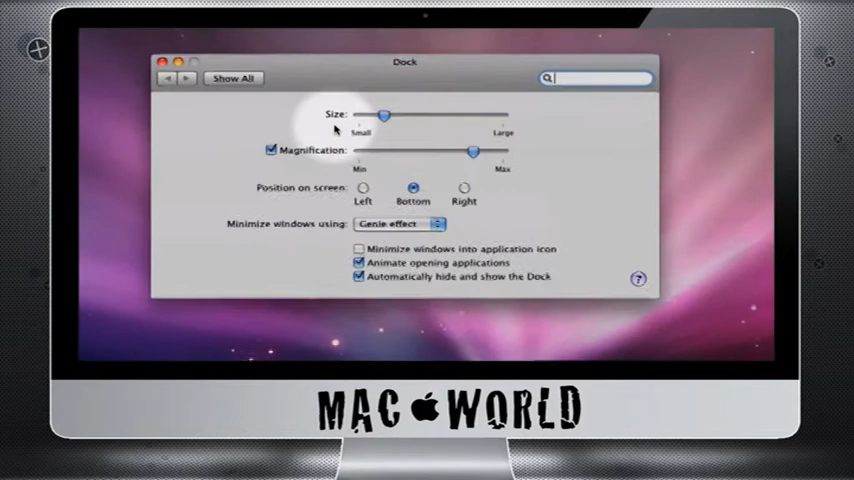 Dock
Show All
Size:
Small Large
Magnification:
Min Max
Position on screen:
Left Bottom Right
Minimize windows using: Genie effect
Minimize windows into application icon
Animate opening applications
Automatically hide and show the Dock
?
MAC WORLD